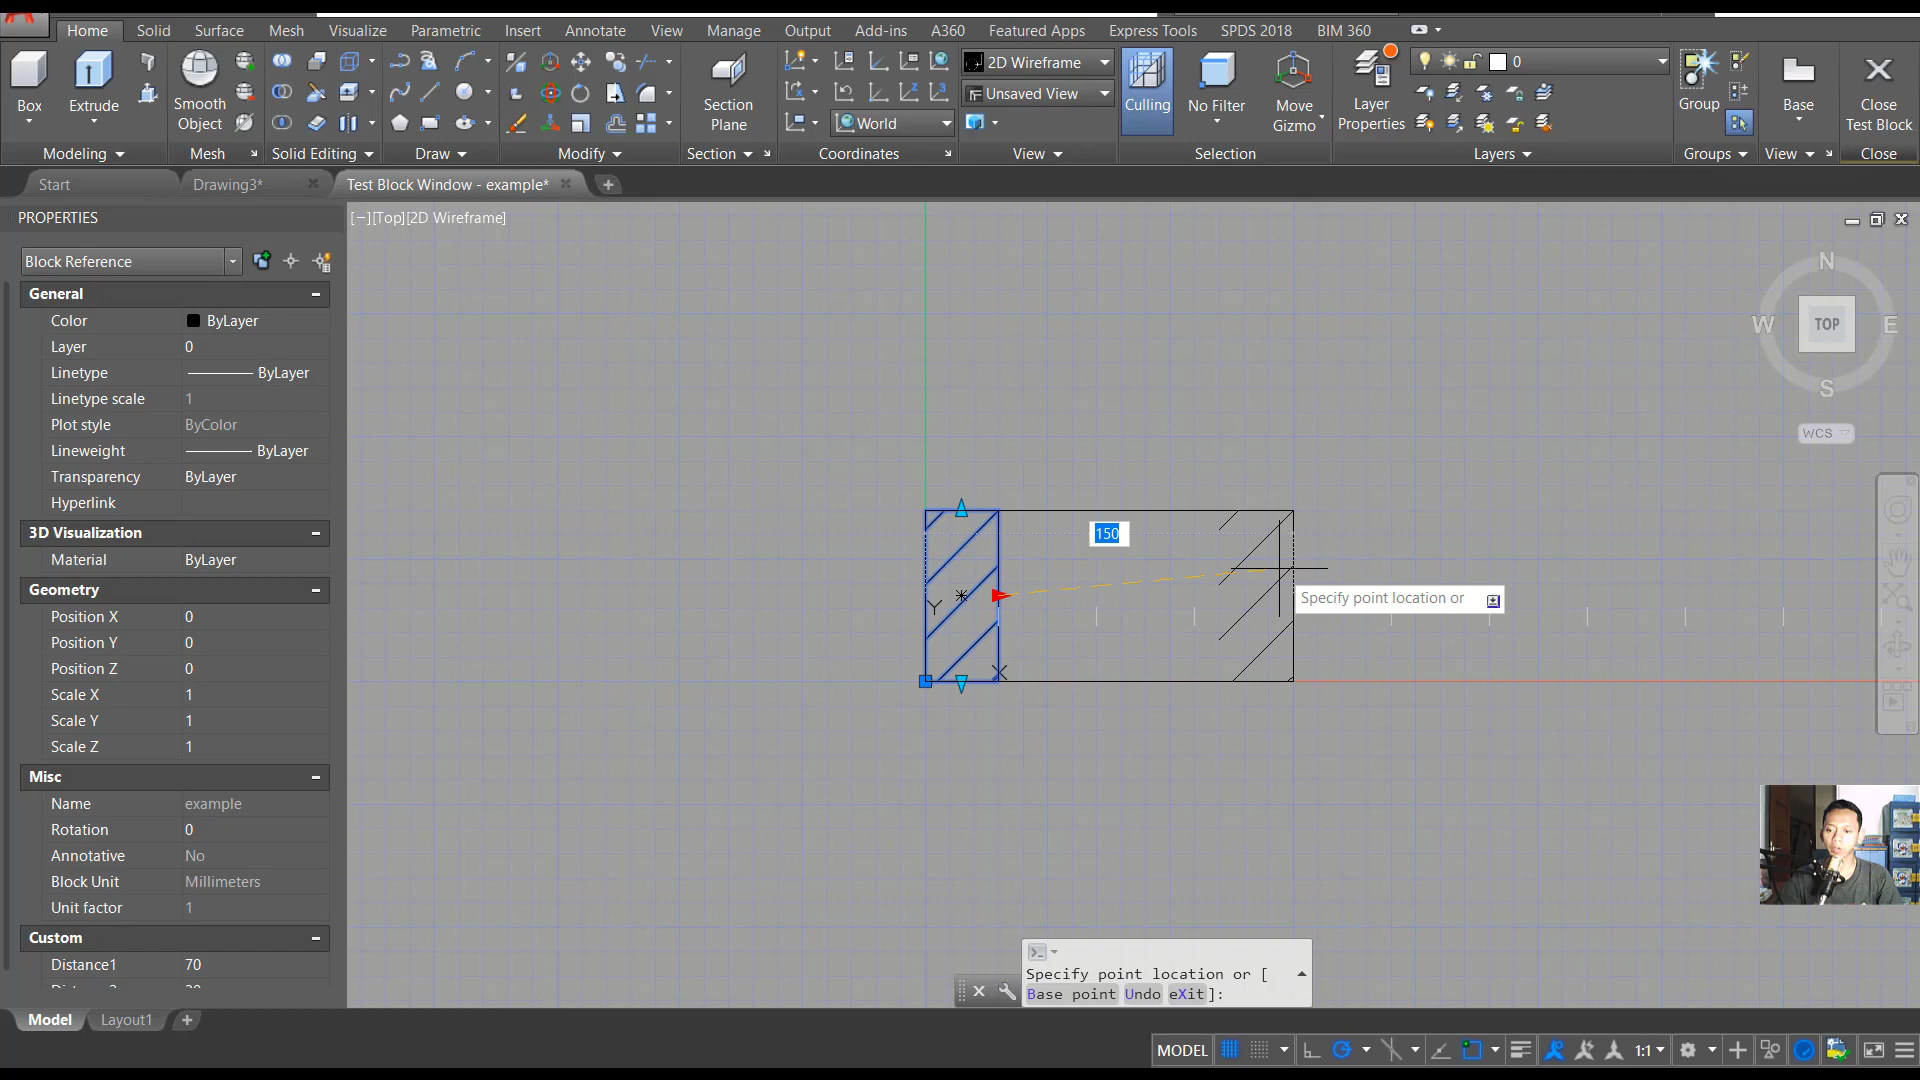 Home Solid Surface Mesh Visualize Parametric Insert Annotate View Manage Output Add-ins A360 Featured Apps Express Tools SPDS 2018 BIM 360
Box
Extrude
Smooth Object
Section Plane
2D Wireframe
Unsaved View
World
Culling
No Filter
Move Gizmo
Layer Properties
0
Group
Base
Close Test Block
Modeling Mesh Solid Editing Draw Modify Section Coordinates View Selection Layers Groups View Close
Start Drawing3* Test Block Window - example*
PROPERTIES
[−][Top][2D Wireframe]
Block Reference
General
Color ByLayer
Layer 0
Linetype ByLayer
Linetype scale 1
Plot style ByColor
Lineweight ByLayer
Transparency ByLayer
Hyperlink
3D Visualization
Material ByLayer
Geometry
Position X 0
Position Y 0
Position Z 0
Scale X 1
Scale Y 1
Scale Z 1
Misc
Name example
Rotation 0
Annotative No
Block Unit Millimeters
Unit factor 1
Custom
Distance1 70
N
W TOP E
S
WCS
150
Y
X
Specify point location or
Specify point location or [
Base point Undo eXit]:
Model Layout1
MODEL 1:1